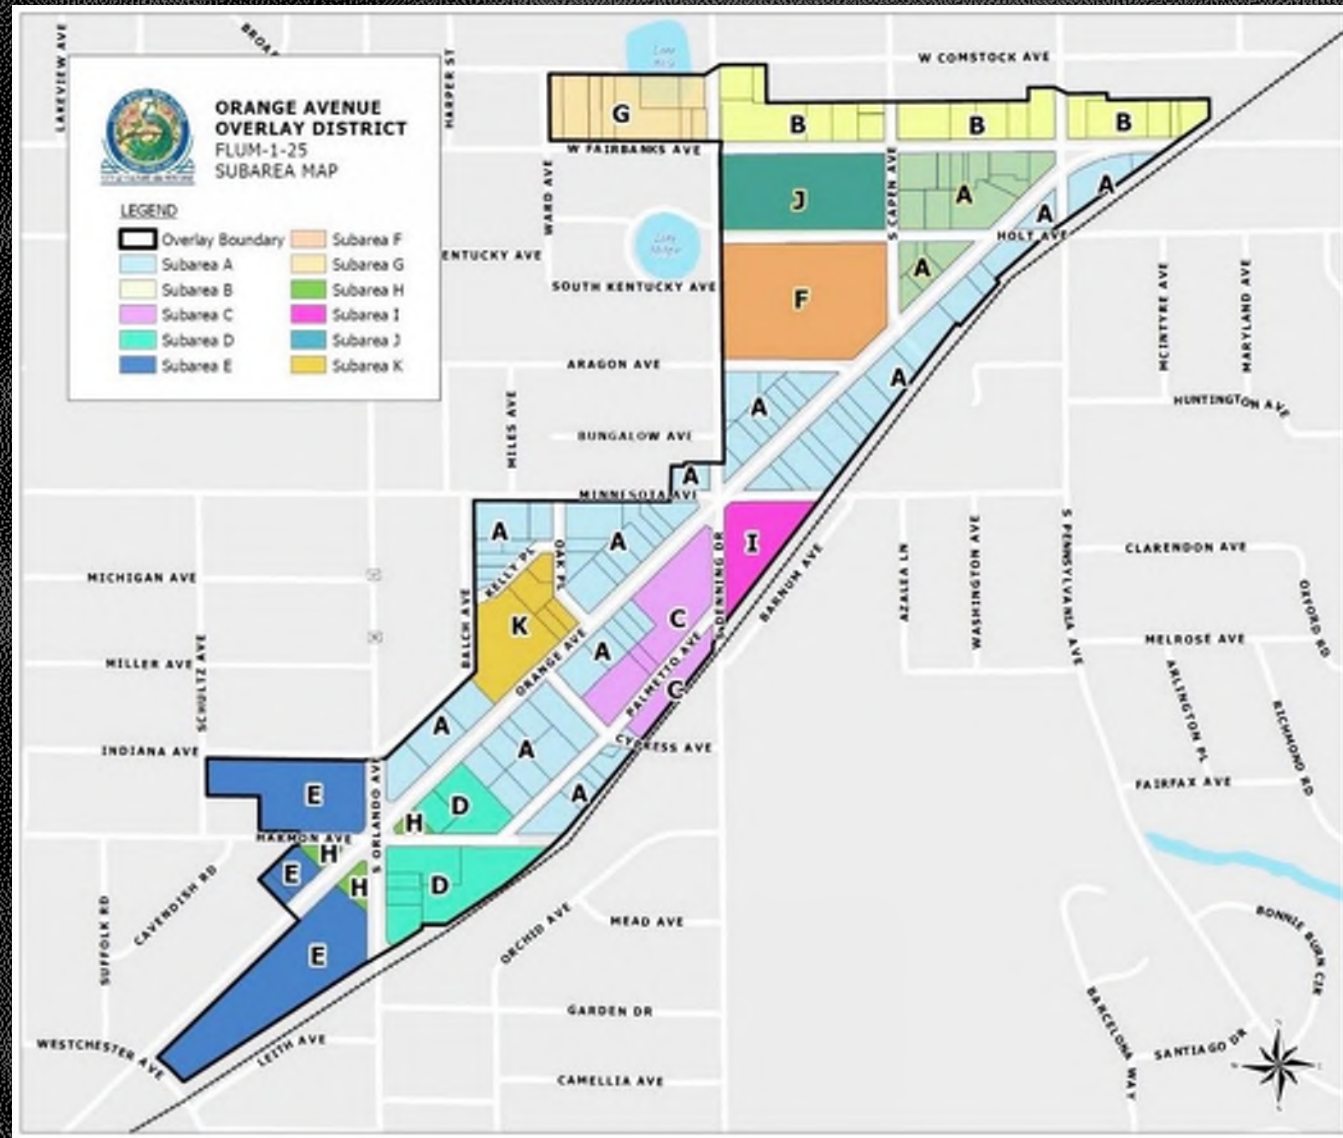 LAKEVIEW AVE
HARPER ST
W COMSTOCK AVE
ORANGE AVENUE
OVERLAY DISTRICT
FLUM-1-25
SUBAREA MAP
LEGEND
Overlay Boundary
Subarea A
Subarea B
Subarea C
Subarea D
Subarea E
Subarea F
Subarea G
Subarea H
Subarea I
Subarea J
Subarea K
G
B
B
B
W FAIRBANKS AVE
WARD AVE
J
S CAPEN AVE
A
A
A
HOLT AVE
ENTUCKY AVE
SOUTH KENTUCKY AVE
F
A
MCINTYRE AVE
MARYLAND AVE
ARAGON AVE
A
A
HUNTINGTON AVE
MILES AVE
BUNGALOW AVE
A
MINNESOTA AVE
A
A
KELLY PL
OAK PL
I
S DENNING DR
BARNUM AVE
AZALEA LN
WASHINGTON AVE
S PENNSYLVANIA AVE
CLARENDON AVE
OXFORD RD
MICHIGAN AVE
BALCH AVE
K
C
A
ORANGE AVE
PALMETTO AVE
C
MELROSE AVE
MILLER AVE
SCHULTZ AVE
ARLINGTON PL
RICHMOND RD
A
A
CYPRESS AVE
INDIANA AVE
FAIRFAX AVE
E
S ORLANDO AVE
D
H
A
HARMON AVE
H
E
H
D
CAVENDISH RD
SUFFOLK RD
E
ORCHID AVE
MEAD AVE
BONNIE BURN CIR
GARDEN DR
BARCELONA WAY
SANTIAGO DR
WESTCHESTER AVE
LEITH AVE
CAMELLIA AVE